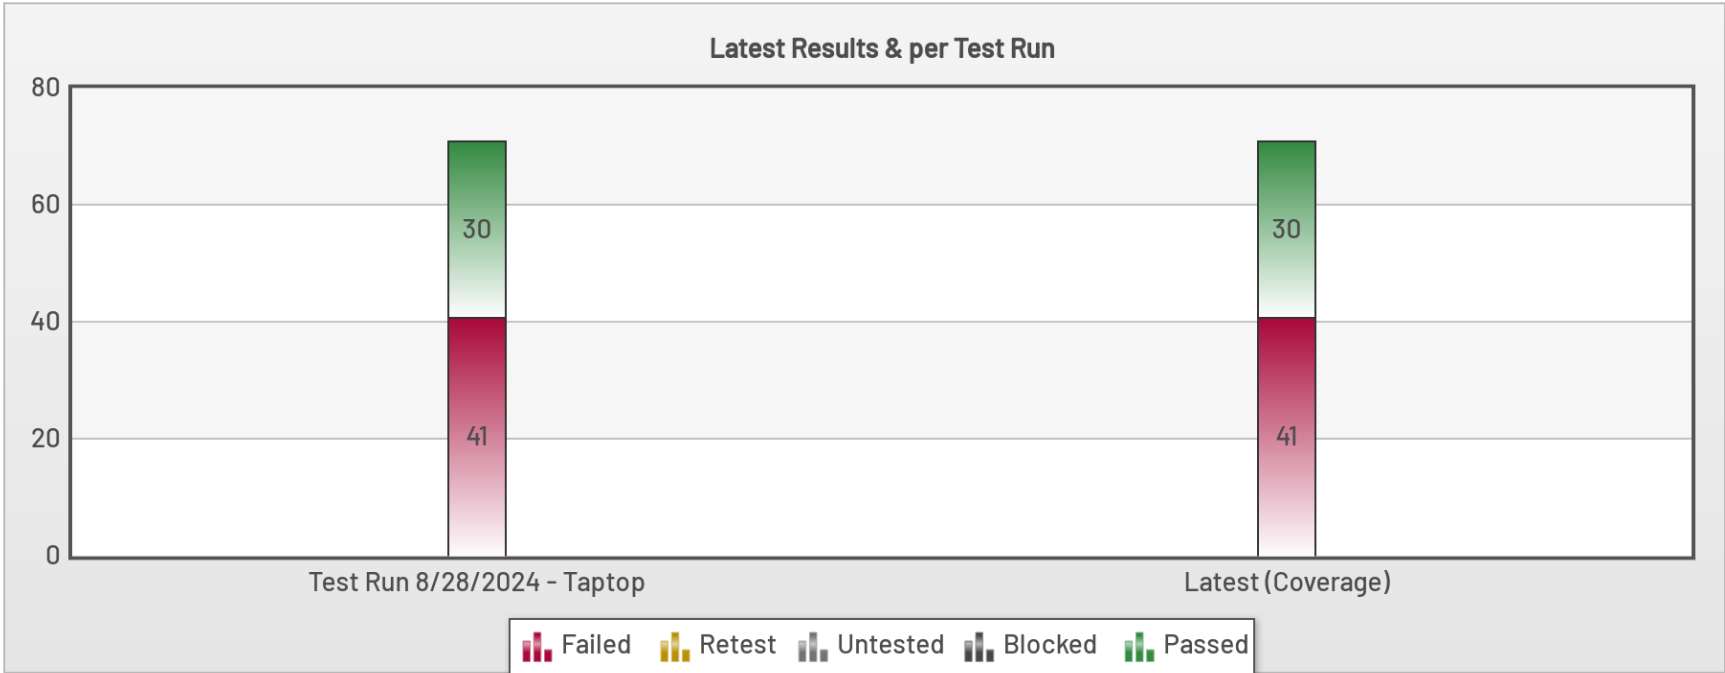 Latest Results & per Test Run
80
60
40
20
0
30
41
30
41
Test Run 8/28/2024 - Taptop
Latest (Coverage)
Failed Retest Untested Blocked Passed